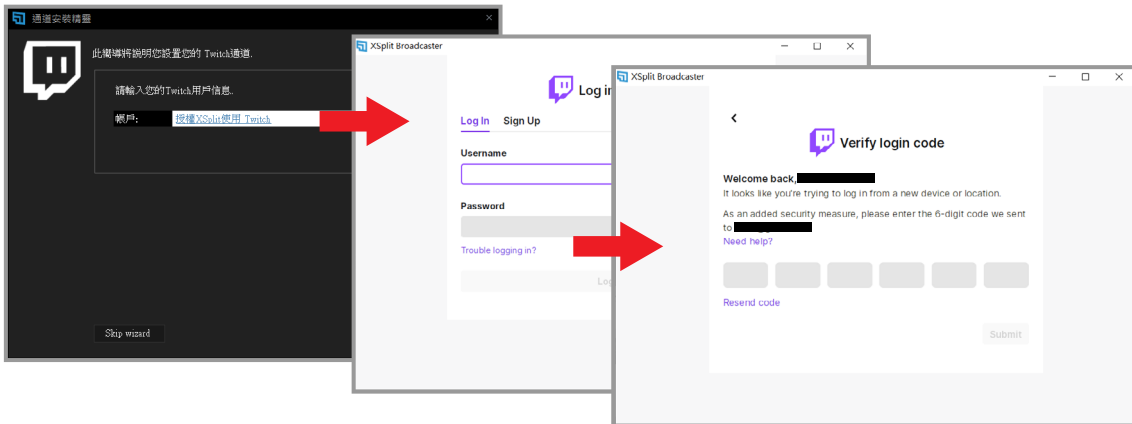 通道安裝精靈
此嚮導將說明您設置您的 Twitch通道.
請輸入您的Twitch用戶信息..
帳戶:
授權XSplit使用 Twitch
Skip wizard
XSplit Broadcaster
Log in
Log In Sign Up
Username
Password
Trouble logging in?
XSplit Broadcaster
Verify login code
Welcome back,
It looks like you're trying to log in from a new device or location.
As an added security measure, please enter the 6-digit code we sent
to
Need help?
Resend code
Submit